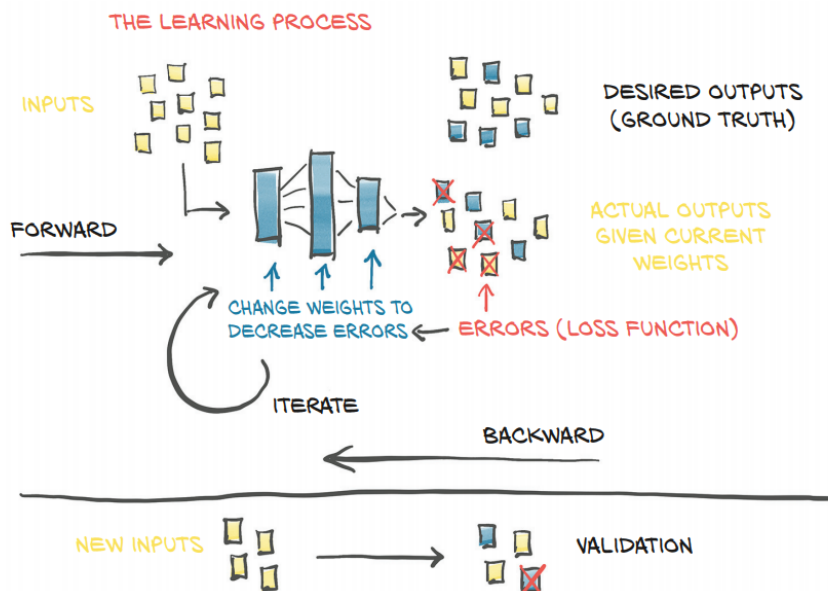 THE LEARNING PROCESS
INPUTS
DESIRED OUTPUTS
(GROUND TRUTH)
FORWARD
ACTUAL OUTPUTS
GIVEN CURRENT
WEIGHTS
CHANGE WEIGHTS TO
DECREASE ERRORS
ERRORS (LOSS FUNCTION)
ITERATE
BACKWARD
NEW INPUTS
VALIDATION